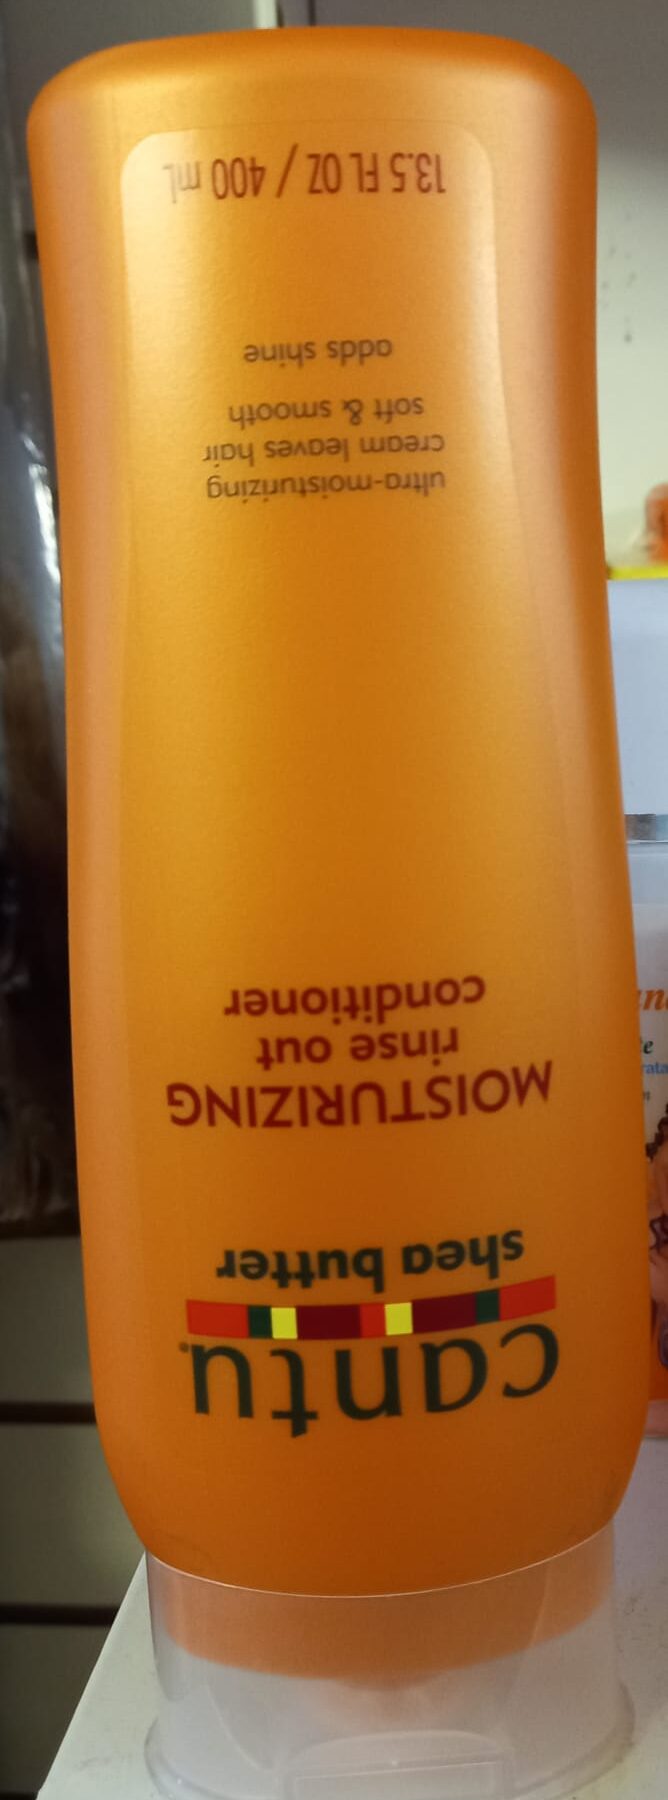 cantu
shea butter
MOISTURIZING
rinse out
conditioner
ultra-moisturizing
cream leaves hair
soft & smooth
adds shine
13.5 FL OZ / 400 mL